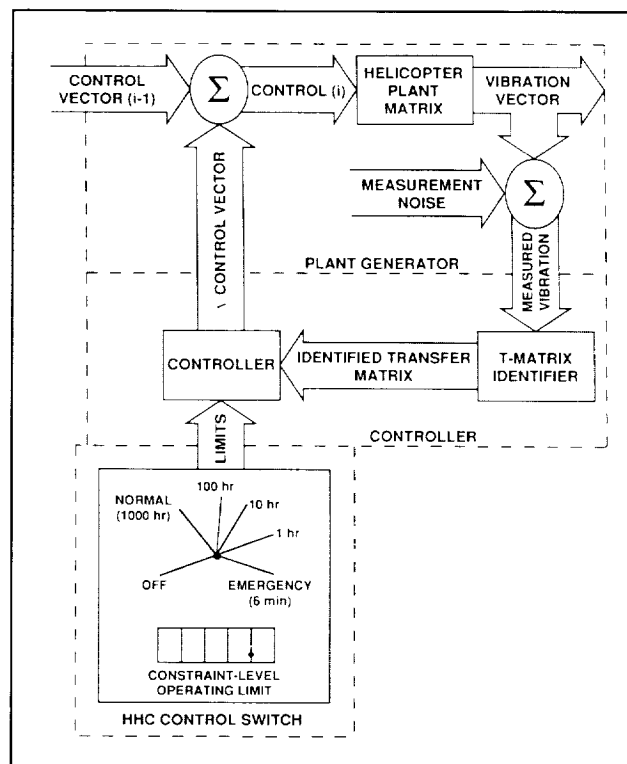 CONTROL
VECTOR (i-1)
Σ
CONTROL (i)
HELICOPTER
PLANT
MATRIX
VIBRATION
VECTOR
MEASUREMENT
NOISE
Σ
\ CONTROL VECTOR
PLANT GENERATOR
MEASURED
VIBRATION
CONTROLLER
IDENTIFIED TRANSFER
MATRIX
T-MATRIX
IDENTIFIER
LIMITS
CONTROLLER
100 hr
NORMAL
(1000 hr)
10 hr
1 hr
OFF
EMERGENCY
(6 min)
CONSTRAINT-LEVEL
OPERATING LIMIT
HHC CONTROL SWITCH